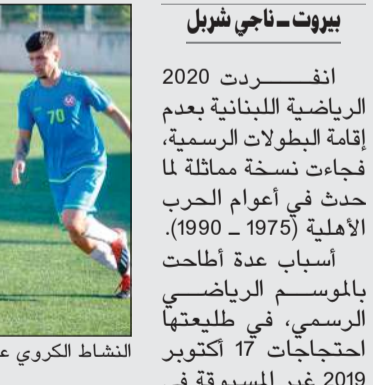 بيروت ـ ناجي شربل
انفــــــردت 2020
الرياضية اللبنانية بعدم
إقامة البطولات الرسمية،
فجاءت نسخة مماثلة لما
حدث في أعوام الحرب
الأهلية (1975 ـ 1990).
أسباب عدة أطاحت
بالموســـم الرياضـــي
الرسمي، في طليعتها
احتجاجات 17 أكتوبر
2019 غير المسبوقة في
70
النشاط الكروي